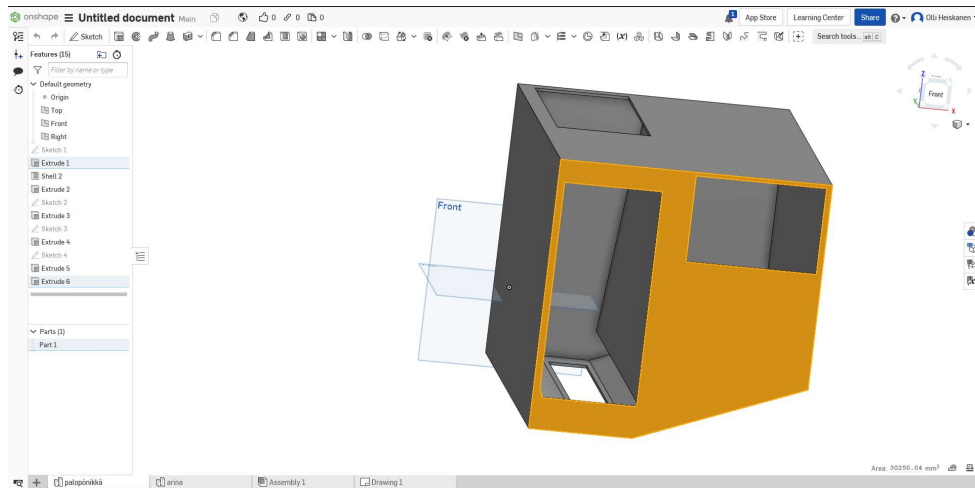 onshape Untitled document Main 0 0 0 1 App Store Learning Center Share Olli Heiskanen
Sketch Search tools... alt C
Features (15)
Filter by name or type
Default geometry
Origin
Top
Front
Right
Sketch 1
Extrude 1
Shell 2
Extrude 2
Sketch 2
Extrude 3
Sketch 3
Extrude 4
Sketch 4
Extrude 5
Extrude 6
Parts (1)
Part 1
Front
Z
Front
X
Area: 30250.04 mm²
palopönikkä arina Assembly 1 Drawing 1